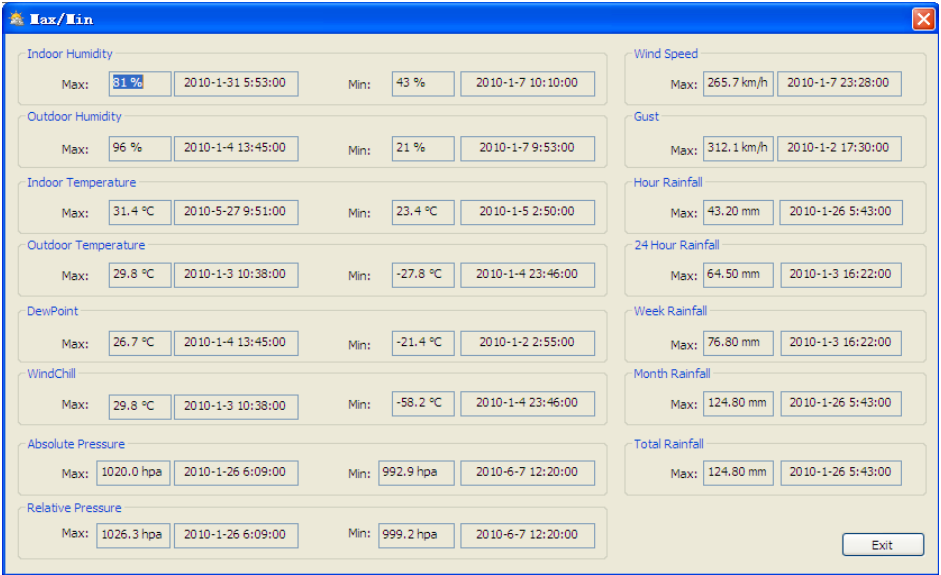 Max/Min
Indoor Humidity
Max: 81 % 2010-1-31 5:53:00 Min: 43 % 2010-1-7 10:10:00
Wind Speed
Max: 265.7 km/h 2010-1-7 23:28:00
Outdoor Humidity
Max: 96 % 2010-1-4 13:45:00 Min: 21 % 2010-1-7 9:53:00
Gust
Max: 312.1 km/h 2010-1-2 17:30:00
Indoor Temperature
Max: 31.4 ºC 2010-5-27 9:51:00 Min: 23.4 ºC 2010-1-5 2:50:00
Hour Rainfall
Max: 43.20 mm 2010-1-26 5:43:00
Outdoor Temperature
Max: 29.8 ºC 2010-1-3 10:38:00 Min: -27.8 ºC 2010-1-4 23:46:00
24 Hour Rainfall
Max: 64.50 mm 2010-1-3 16:22:00
DewPoint
Max: 26.7 ºC 2010-1-4 13:45:00 Min: -21.4 ºC 2010-1-2 2:55:00
Week Rainfall
Max: 76.80 mm 2010-1-3 16:22:00
WindChill
Max: 29.8 ºC 2010-1-3 10:38:00 Min: -58.2 ºC 2010-1-4 23:46:00
Month Rainfall
Max: 124.80 mm 2010-1-26 5:43:00
Absolute Pressure
Max: 1020.0 hpa 2010-1-26 6:09:00 Min: 992.9 hpa 2010-6-7 12:20:00
Total Rainfall
Max: 124.80 mm 2010-1-26 5:43:00
Relative Pressure
Max: 1026.3 hpa 2010-1-26 6:09:00 Min: 999.2 hpa 2010-6-7 12:20:00
Exit